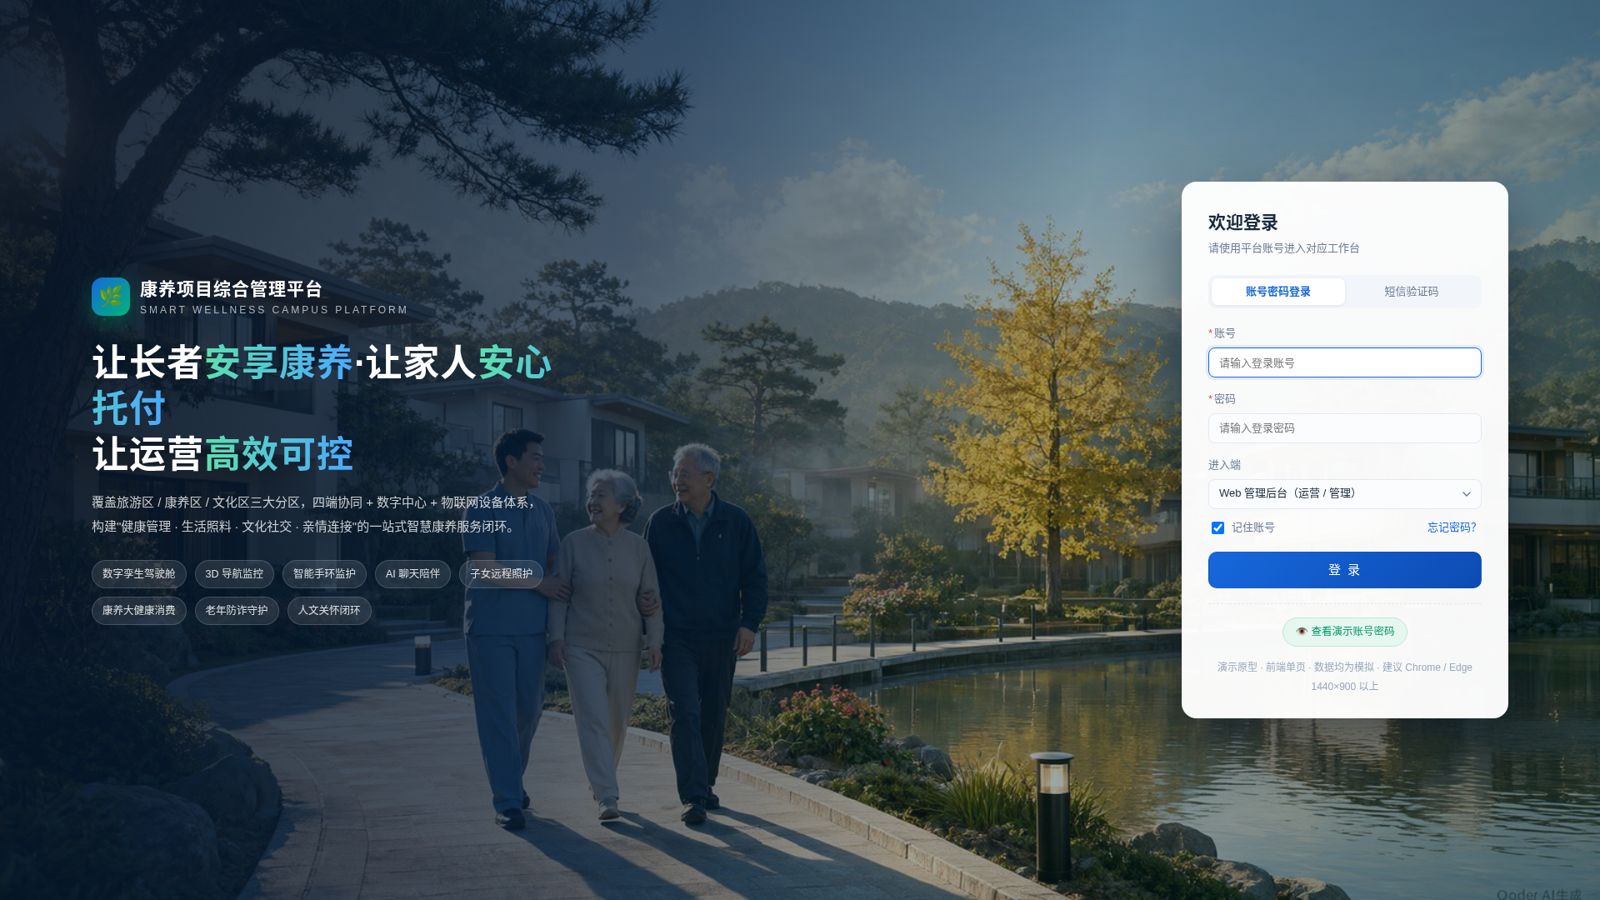 康养项目综合管理平台
SMART WELLNESS CAMPUS PLATFORM
让长者安享康养·让家人安心
托付
让运营高效可控
覆盖旅游区 / 康养区 / 文化区三大分区，四端协同 + 数字中心 + 物联网设备体系，
构建"健康管理 · 生活照料 · 文化社交 · 亲情连接"的一站式智慧康养服务闭环。
数字孪生驾驶舱 3D 导航监控 智能手环监护 AI 聊天陪伴 子女远程照护
康养大健康消费 老年防诈守护 人文关怀闭环
欢迎登录
请使用平台账号进入对应工作台
账号密码登录 短信验证码
*账号
请输入登录账号
*密码
请输入登录密码
进入端
Web 管理后台（运营 / 管理）
记住账号 忘记密码?
登 录
查看演示账号密码
演示原型 · 前端单页 · 数据均为模拟 · 建议 Chrome / Edge
1440×900 以上
Qoder AI生成